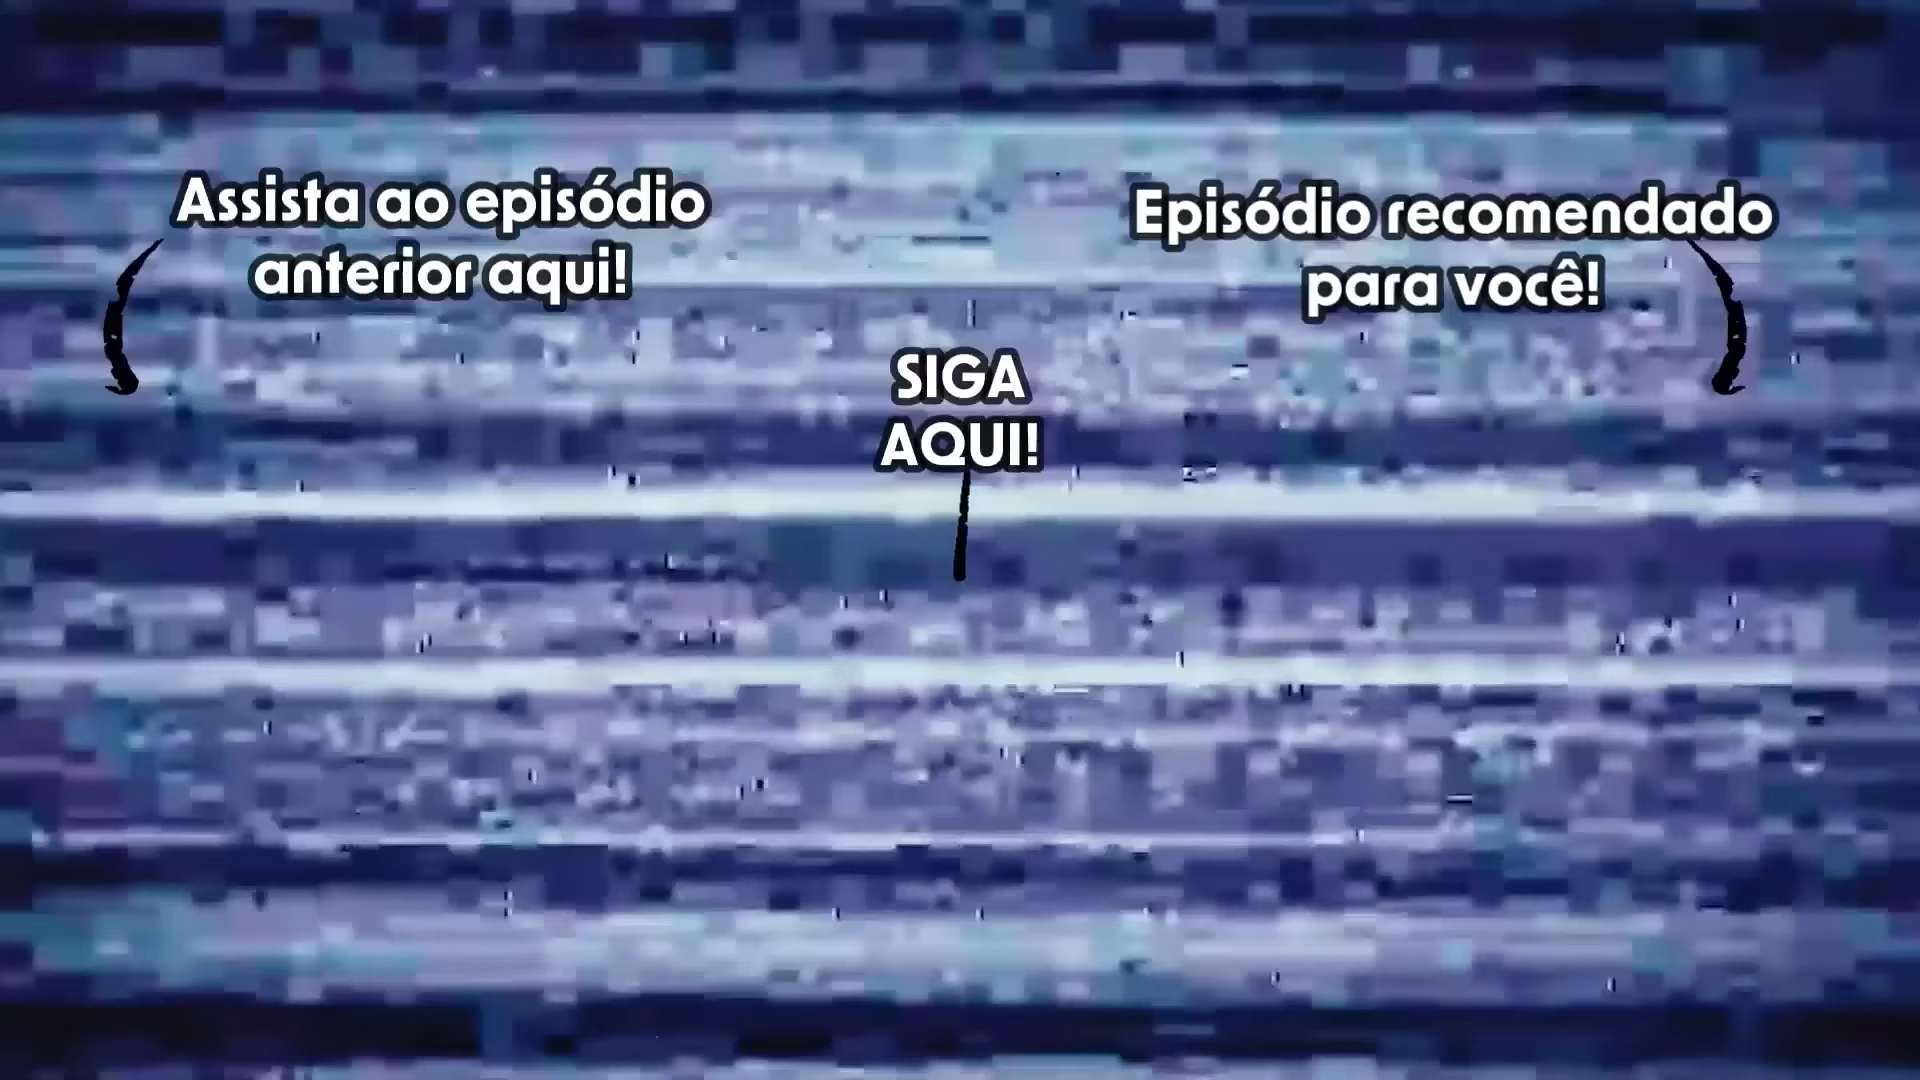 Assista ao episódio
anterior aqui!
Episódio recomendado
para você!
SIGA
AQUI!